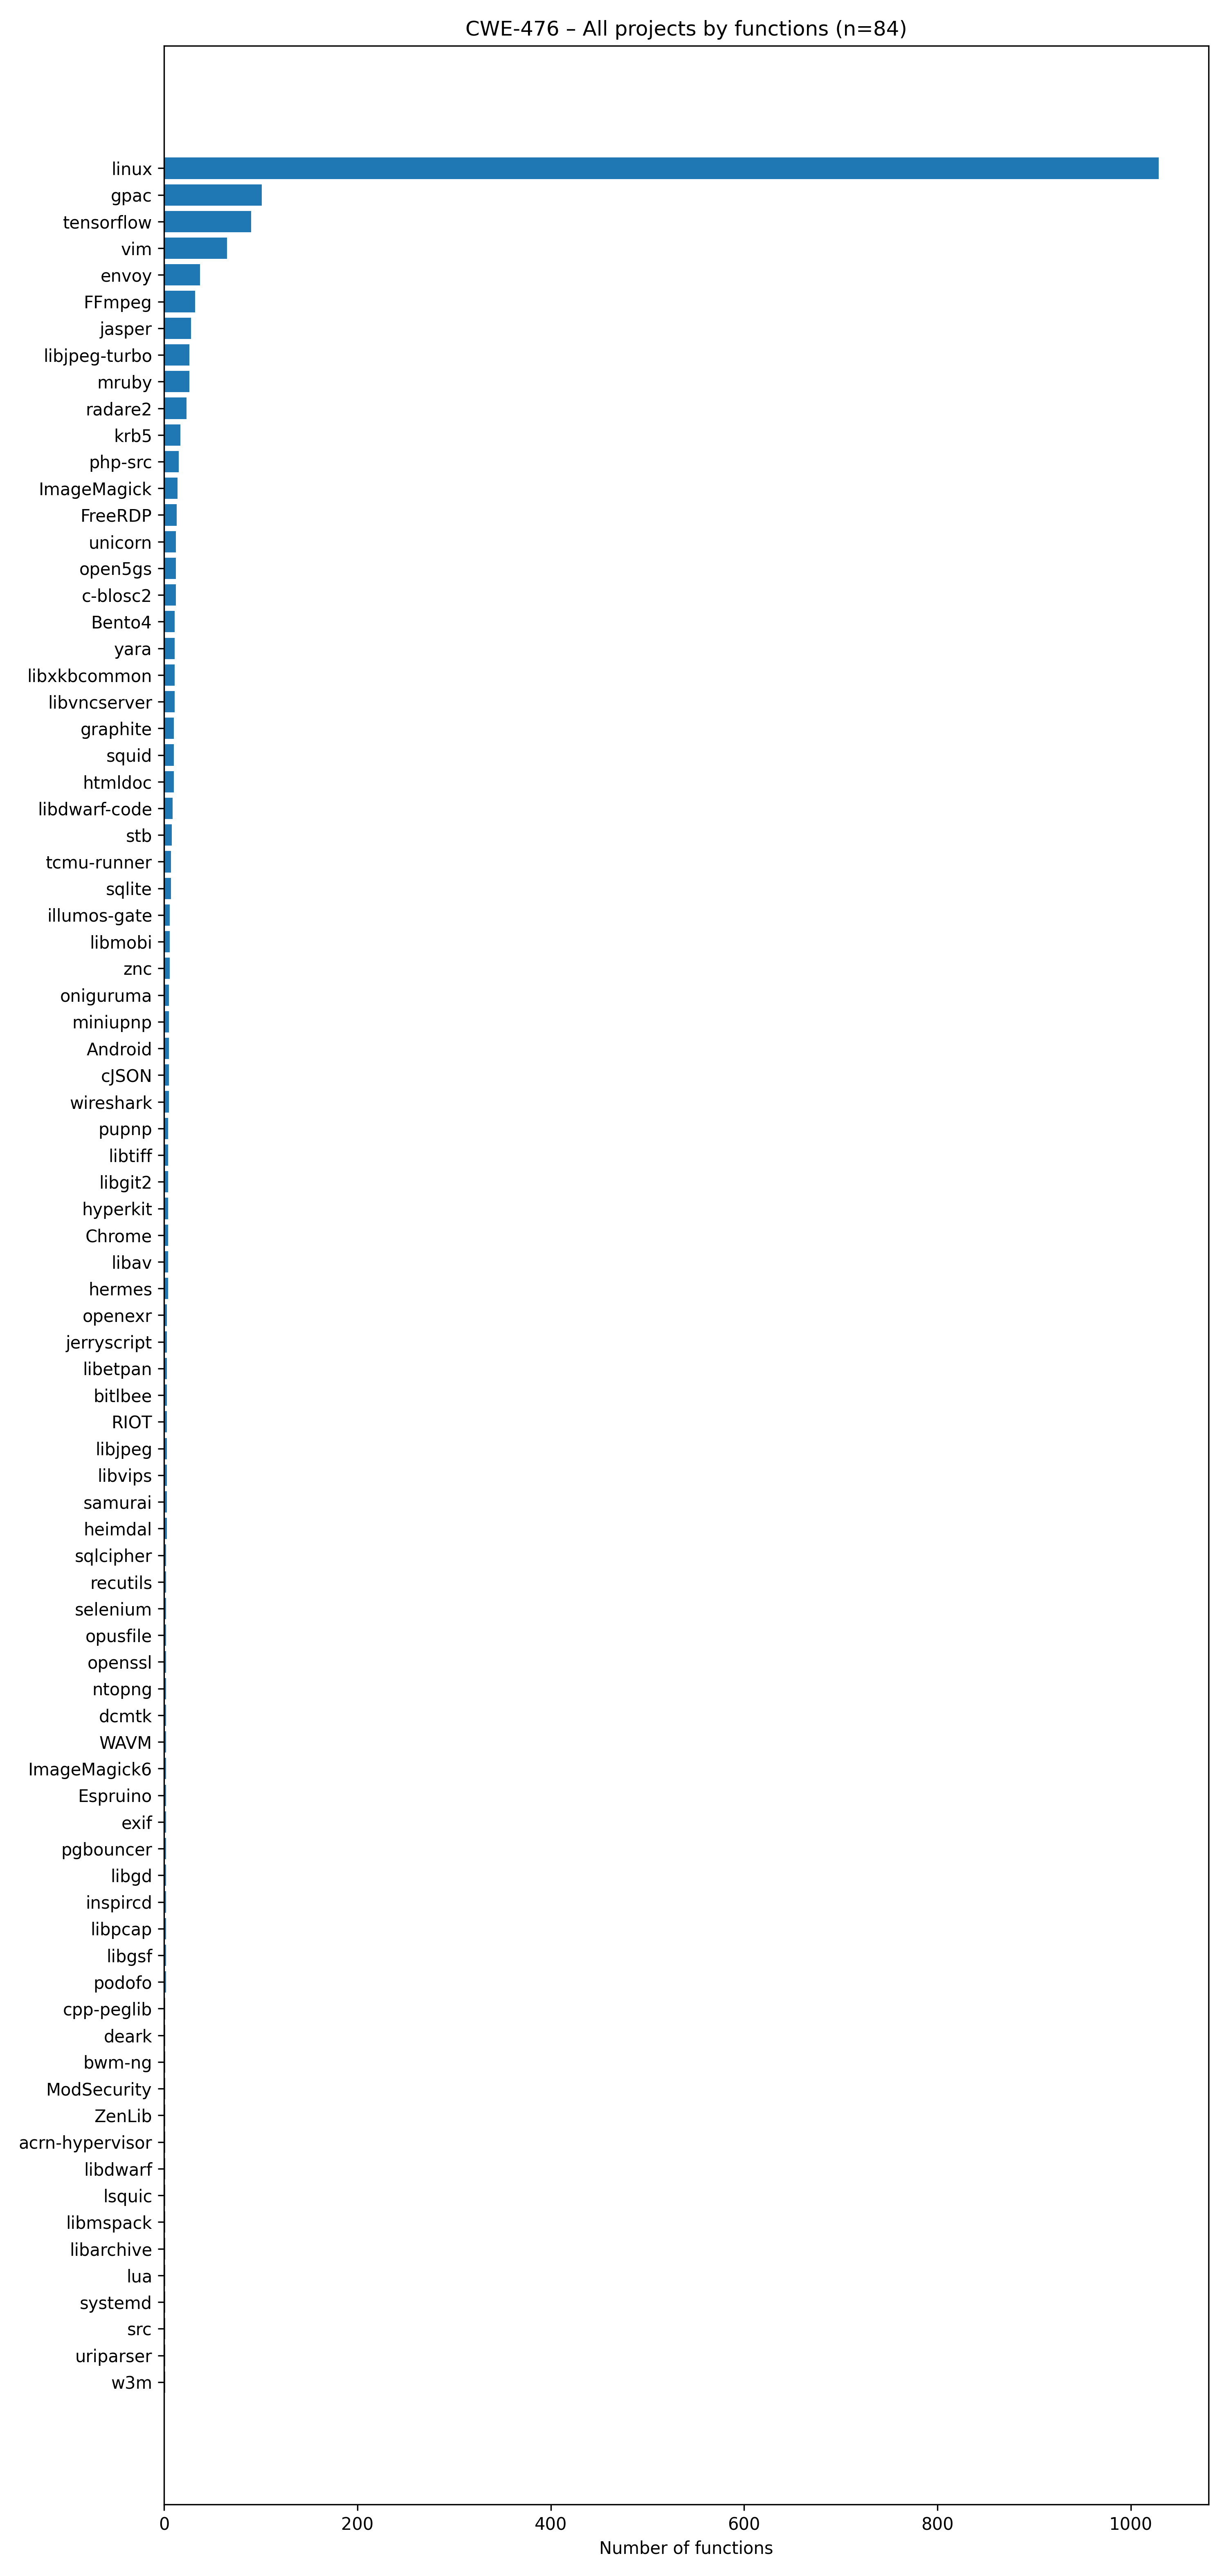 CWE-476 – All projects by functions (n=84)
linux
gpac
tensorflow
vim
envoy
FFmpeg
jasper
libjpeg-turbo
mruby
radare2
krb5
php-src
ImageMagick
FreeRDP
unicorn
open5gs
c-blosc2
Bento4
yara
libxkbcommon
libvncserver
graphite
squid
htmldoc
libdwarf-code
stb
tcmu-runner
sqlite
illumos-gate
libmobi
znc
oniguruma
miniupnp
Android
cJSON
wireshark
pupnp
libtiff
libgit2
hyperkit
Chrome
libav
hermes
openexr
jerryscript
libetpan
bitlbee
RIOT
libjpeg
libvips
samurai
heimdal
sqlcipher
recutils
selenium
opusfile
openssl
ntopng
dcmtk
WAVM
ImageMagick6
Espruino
exif
pgbouncer
libgd
inspircd
libpcap
libgsf
podofo
cpp-peglib
deark
bwm-ng
ModSecurity
ZenLib
acrn-hypervisor
libdwarf
lsquic
libmspack
libarchive
lua
systemd
src
uriparser
w3m
0 200 400 600 800 1000
Number of functions